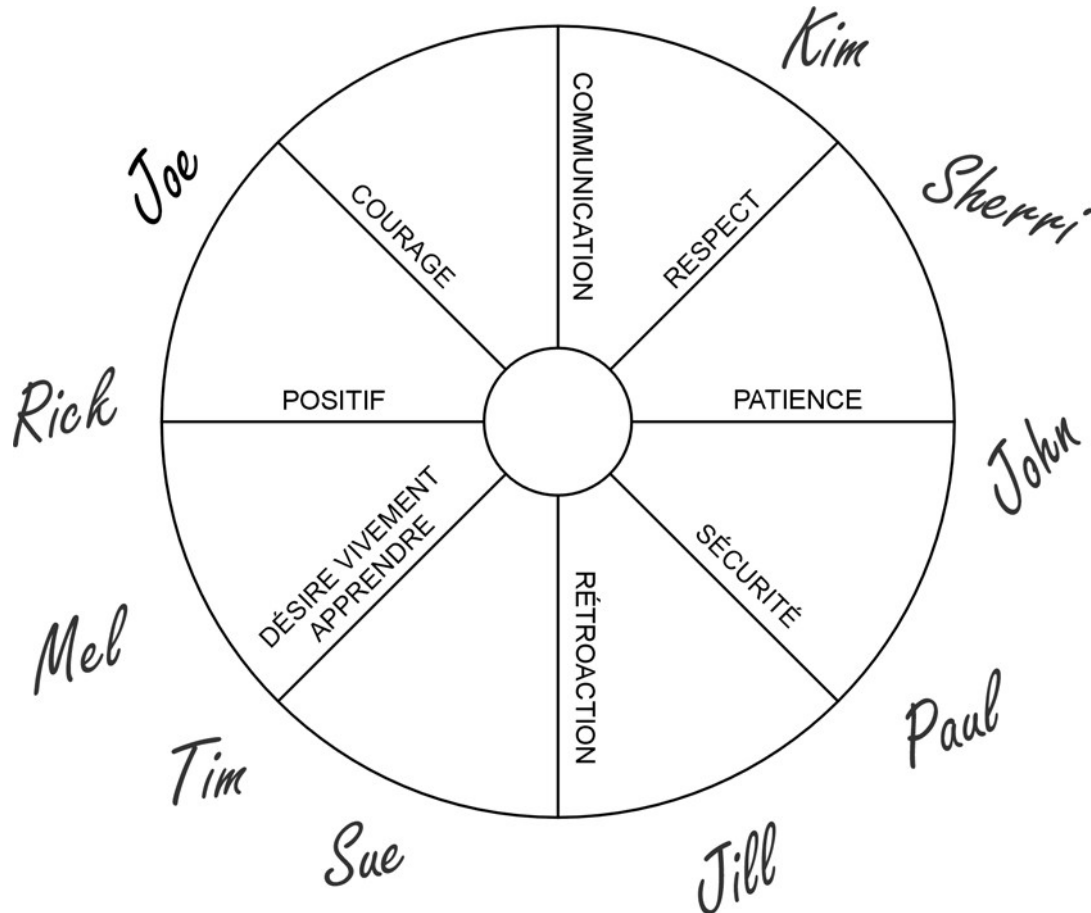 Kim
COMMUNICATION
Joe
Sherri
COURAGE
RESPECT
Rick
POSITIF
PATIENCE
John
DÉSIRE VIVEMENT
APPRENDRE
SÉCURITÉ
RÉTROACTION
Mel
Paul
Tim
Sue
Jill